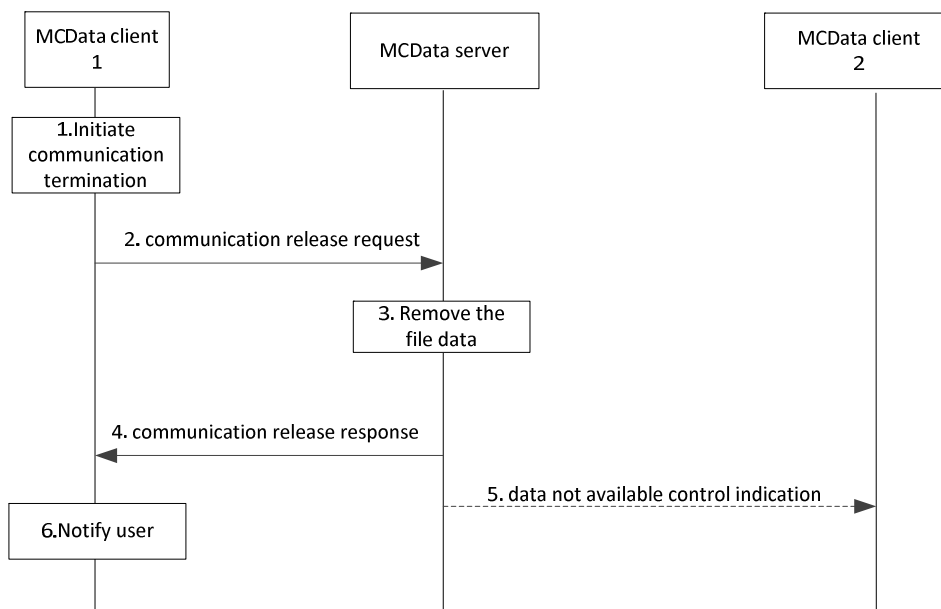 MCData client
1
MCData server
MCData client
2
1.Initiate
communication
termination
2. communication release request
3. Remove the
file data
4. communication release response
5. data not available control indication
6.Notify user